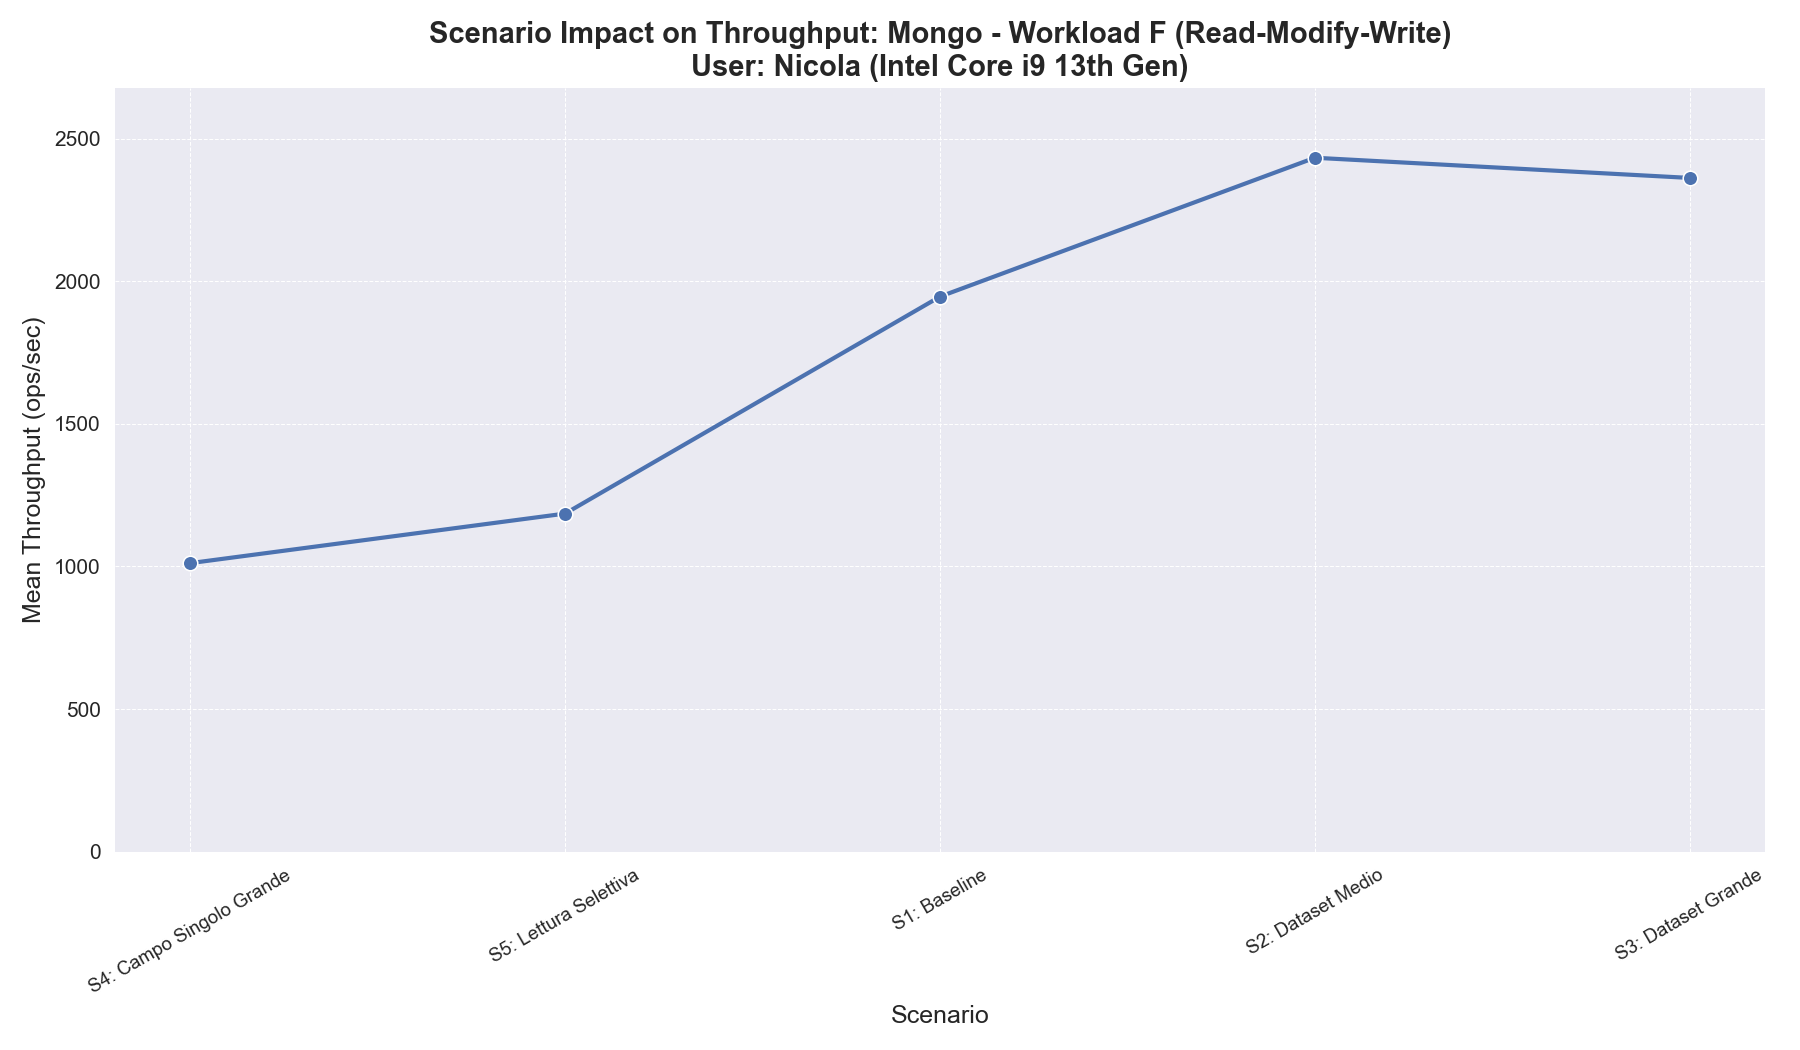 Scenario Impact on Throughput: Mongo - Workload F (Read-Modify-Write)
User: Nicola (Intel Core i9 13th Gen)
Mean Throughput (ops/sec)
2500
2000
1500
1000
500
0
S4: Campo Singolo Grande
S5: Lettura Selettiva
S1: Baseline
S2: Dataset Medio
S3: Dataset Grande
Scenario